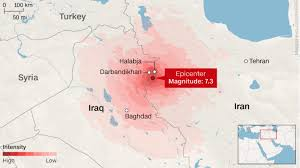 0 100 km
0 50 mi
Turkey
Halabja
Darbandikhan
Tehran
Epicenter
Magnitude: 7.3
Syria
Iraq
Iran
Baghdad
Intensity
High Low